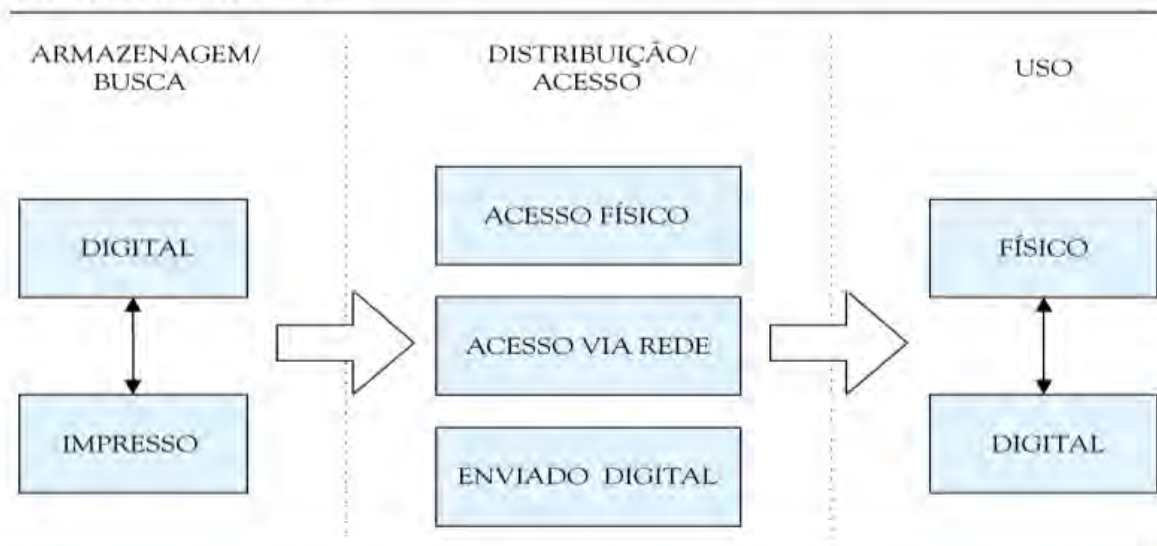 ARMAZENAGEM/
BUSCA
DISTRIBUIÇÃO/
ACESSO
USO
DIGITAL
IMPRESSO
ACESSO FÍSICO
ACESSO VIA REDE
ENVIADO DIGITAL
FÍSICO
DIGITAL